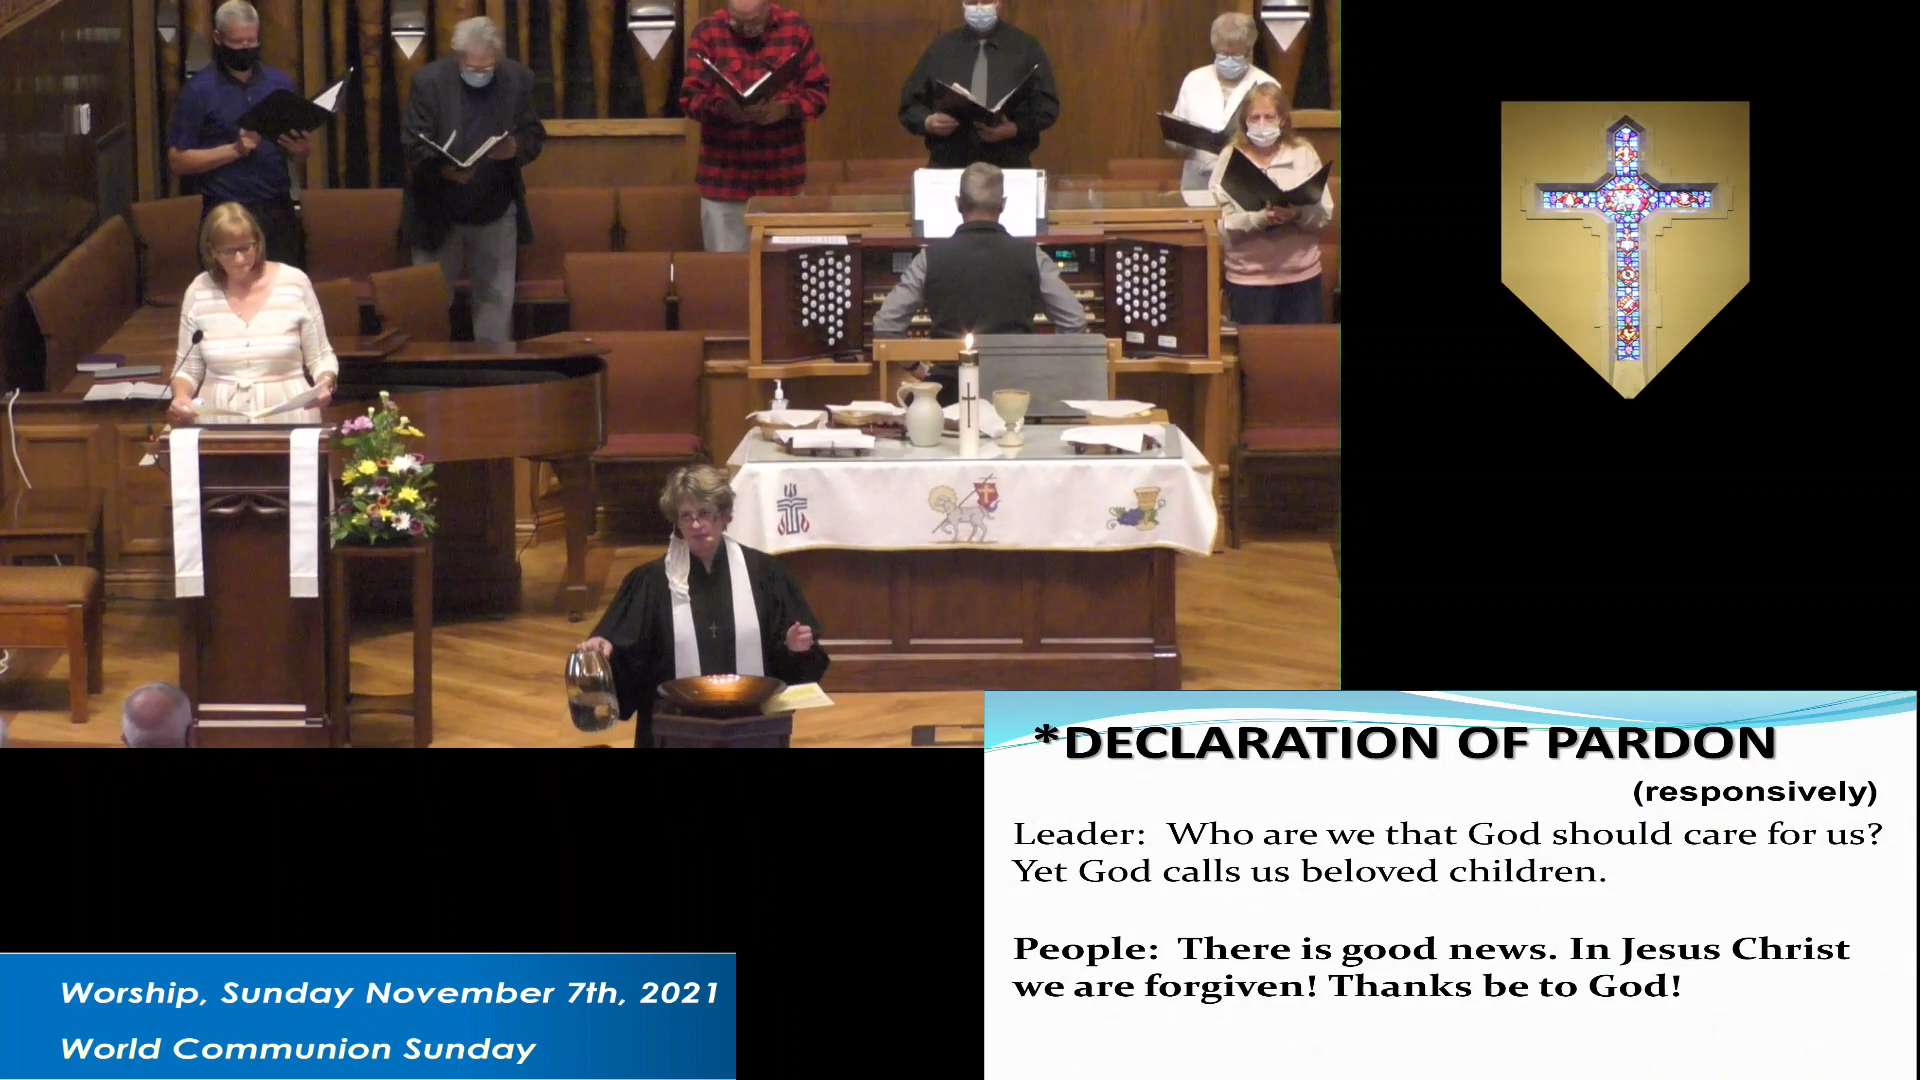 *DECLARATION OF PARDON
(responsively)
Leader: Who are we that God should care for us?
Yet God calls us beloved children.
People: There is good news. In Jesus Christ
we are forgiven! Thanks be to God!
Worship, Sunday November 7th, 2021
World Communion Sunday